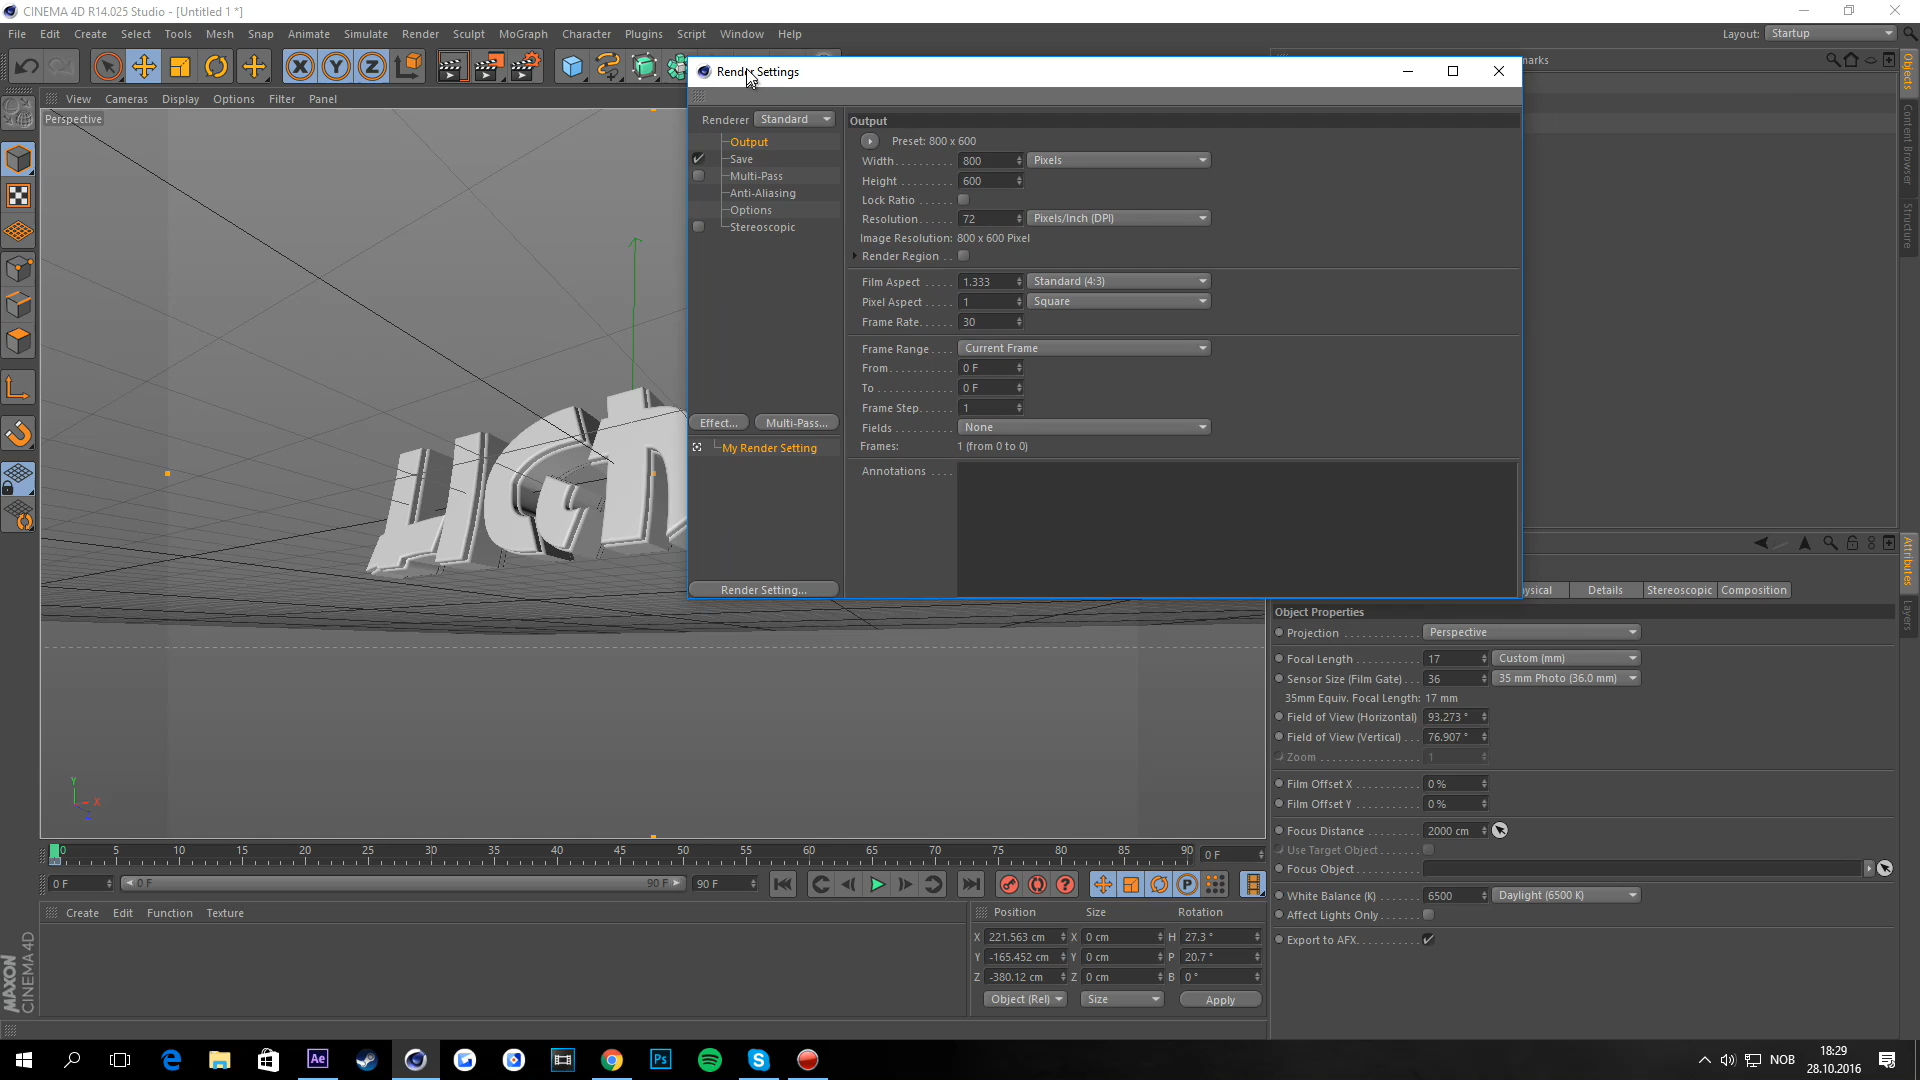 CINEMA 4D R14.025 Studio - [Untitled 1 *]
File Edit Create Select Tools Mesh Snap Animate Simulate Render Sculpt MoGraph Character Plugins Script Window Help
Layout: Startup
Render Settings
View Cameras Display Options Filter Panel
Perspective
Renderer Standard
Output
Save
Multi-Pass
Anti-Aliasing
Options
Stereoscopic
Effect... Multi-Pass...
My Render Setting
Render Setting...
Output
Preset: 800 x 600
Width 800 Pixels
Height 600
Lock Ratio
Resolution 72 Pixels/Inch (DPI)
Image Resolution: 800 x 600 Pixel
Render Region
Film Aspect 1.333 Standard (4:3)
Pixel Aspect 1 Square
Frame Rate 30
Frame Range Current Frame
From 0 F
To 0 F
Frame Step 1
Fields None
Frames: 1 (from 0 to 0)
Annotations
marks
Objects
Content Browser
Structure
Attributes
Layers
ysical Details Stereoscopic Composition
Object Properties
Projection Perspective
Focal Length 17 Custom (mm)
Sensor Size (Film Gate) 36 35 mm Photo (36.0 mm)
35mm Equiv. Focal Length: 17 mm
Field of View (Horizontal) 93.273 °
Field of View (Vertical) 76.907 °
Zoom 1
Film Offset X 0 %
Film Offset Y 0 %
Focus Distance 2000 cm
Use Target Object
Focus Object
White Balance (K) 6500 Daylight (6500 K)
Affect Lights Only
Export to AFX
Y X Z
0 5 10 15 20 25 30 35 40 45 50 55 60 65 70 75 80 85 90 0 F
0 F 0 F 90 F 90 F
Create Edit Function Texture
Position Size Rotation
X 221.563 cm X 0 cm H 27.3 °
Y -165.452 cm Y 0 cm P 20.7 °
Z -380.12 cm Z 0 cm B 0 °
Object (Rel) Size Apply
MAXON
CINEMA 4D
Ae Ps
NOB
18:29
28.10.2016